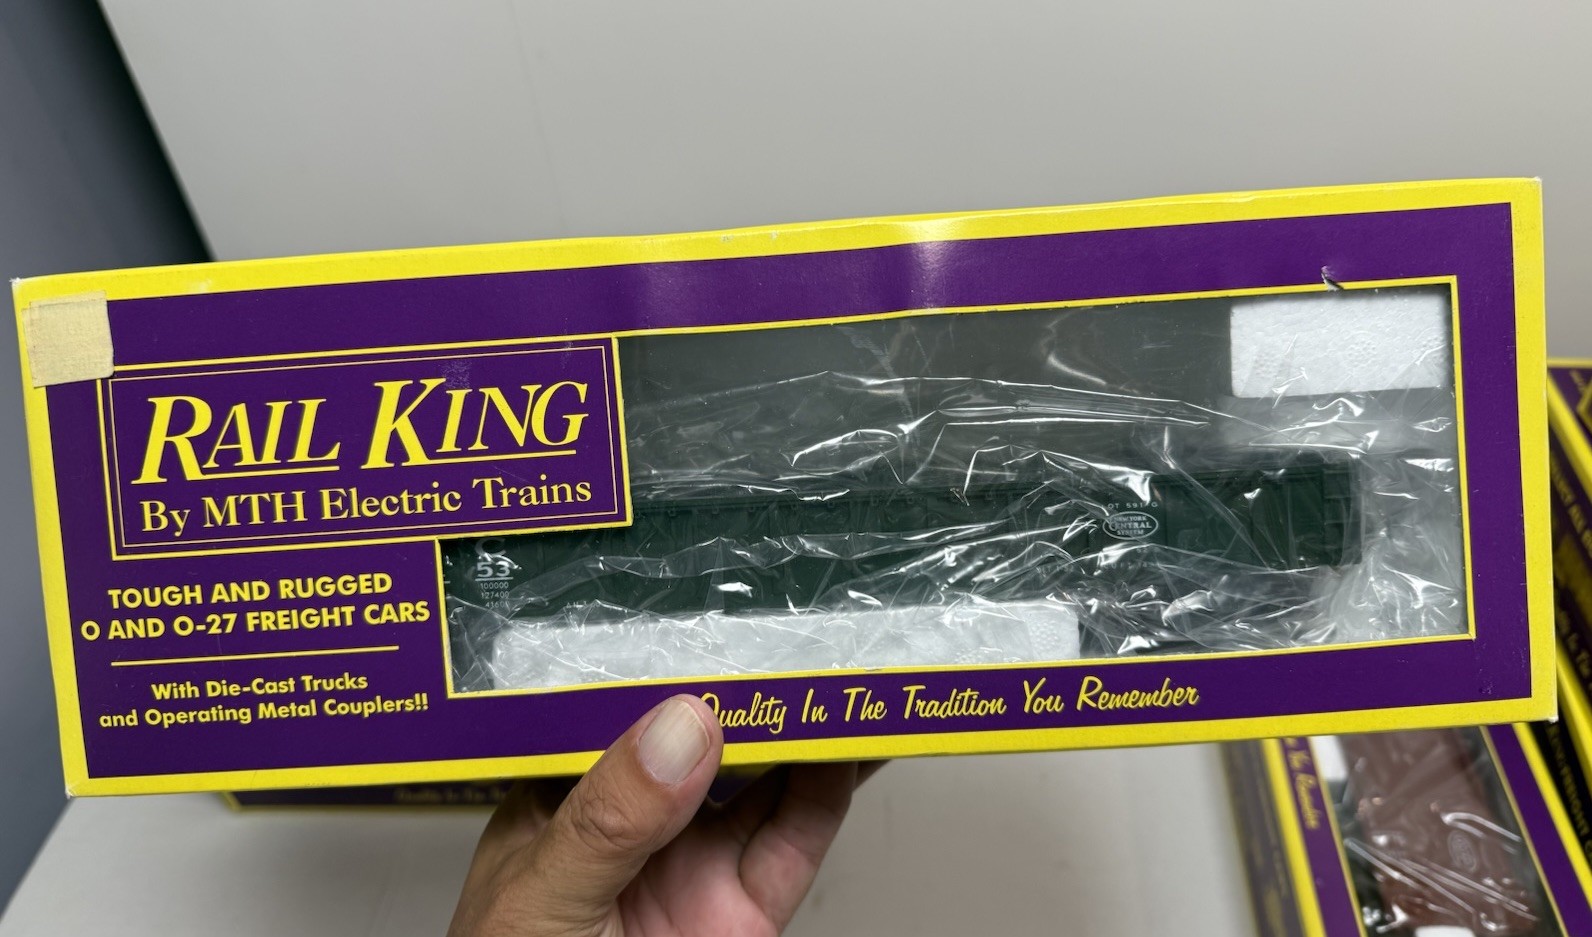 RAIL KING
By MTH Electric Trains
TOUGH AND RUGGED
O AND O-27 FREIGHT CARS
With Die-Cast Trucks
and Operating Metal Couplers!!
Quality In The Tradition You Remember
C
53
100000
127400
NEW YORK
CENTRAL
SYSTEM